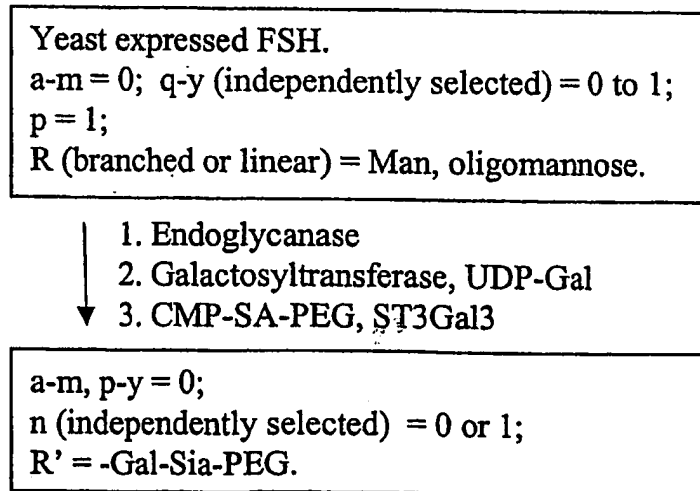 Yeast expressed FSH.
a-m = 0; q-y (independently selected) = 0 to 1;
p = 1;
R (branched or linear) = Man, oligomannose.
1. Endoglycanase
2. Galactosyltransferase, UDP-Gal
3. CMP-SA-PEG, ST3Gal3
a-m, p-y = 0;
n (independently selected) = 0 or 1;
R' = -Gal-Sia-PEG.